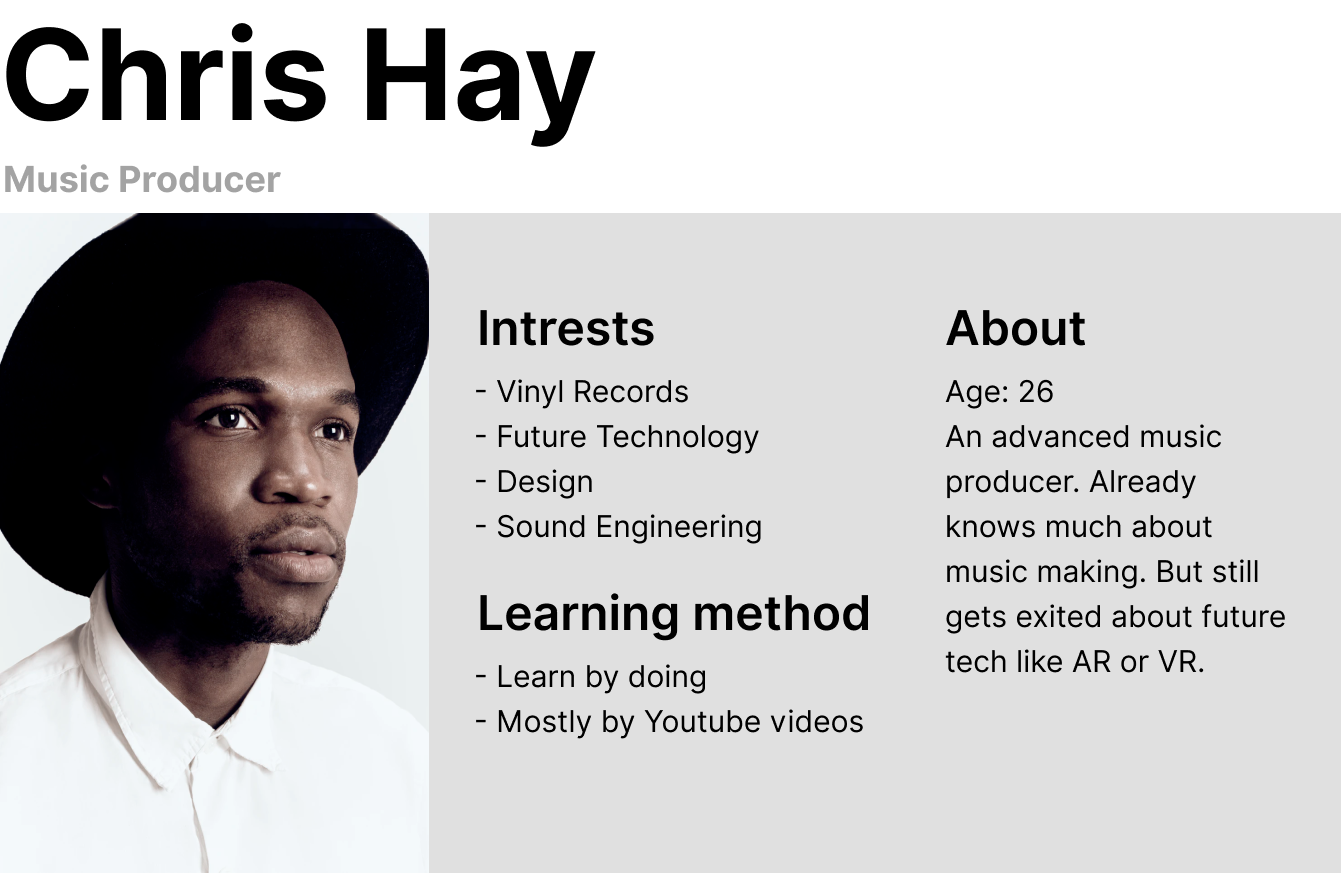 Chris Hay
Music Producer
Intrests
- Vinyl Records
- Future Technology
- Design
- Sound Engineering
Learning method
- Learn by doing
- Mostly by Youtube videos
About
Age: 26
An advanced music
producer. Already
knows much about
music making. But still
gets exited about future
tech like AR or VR.